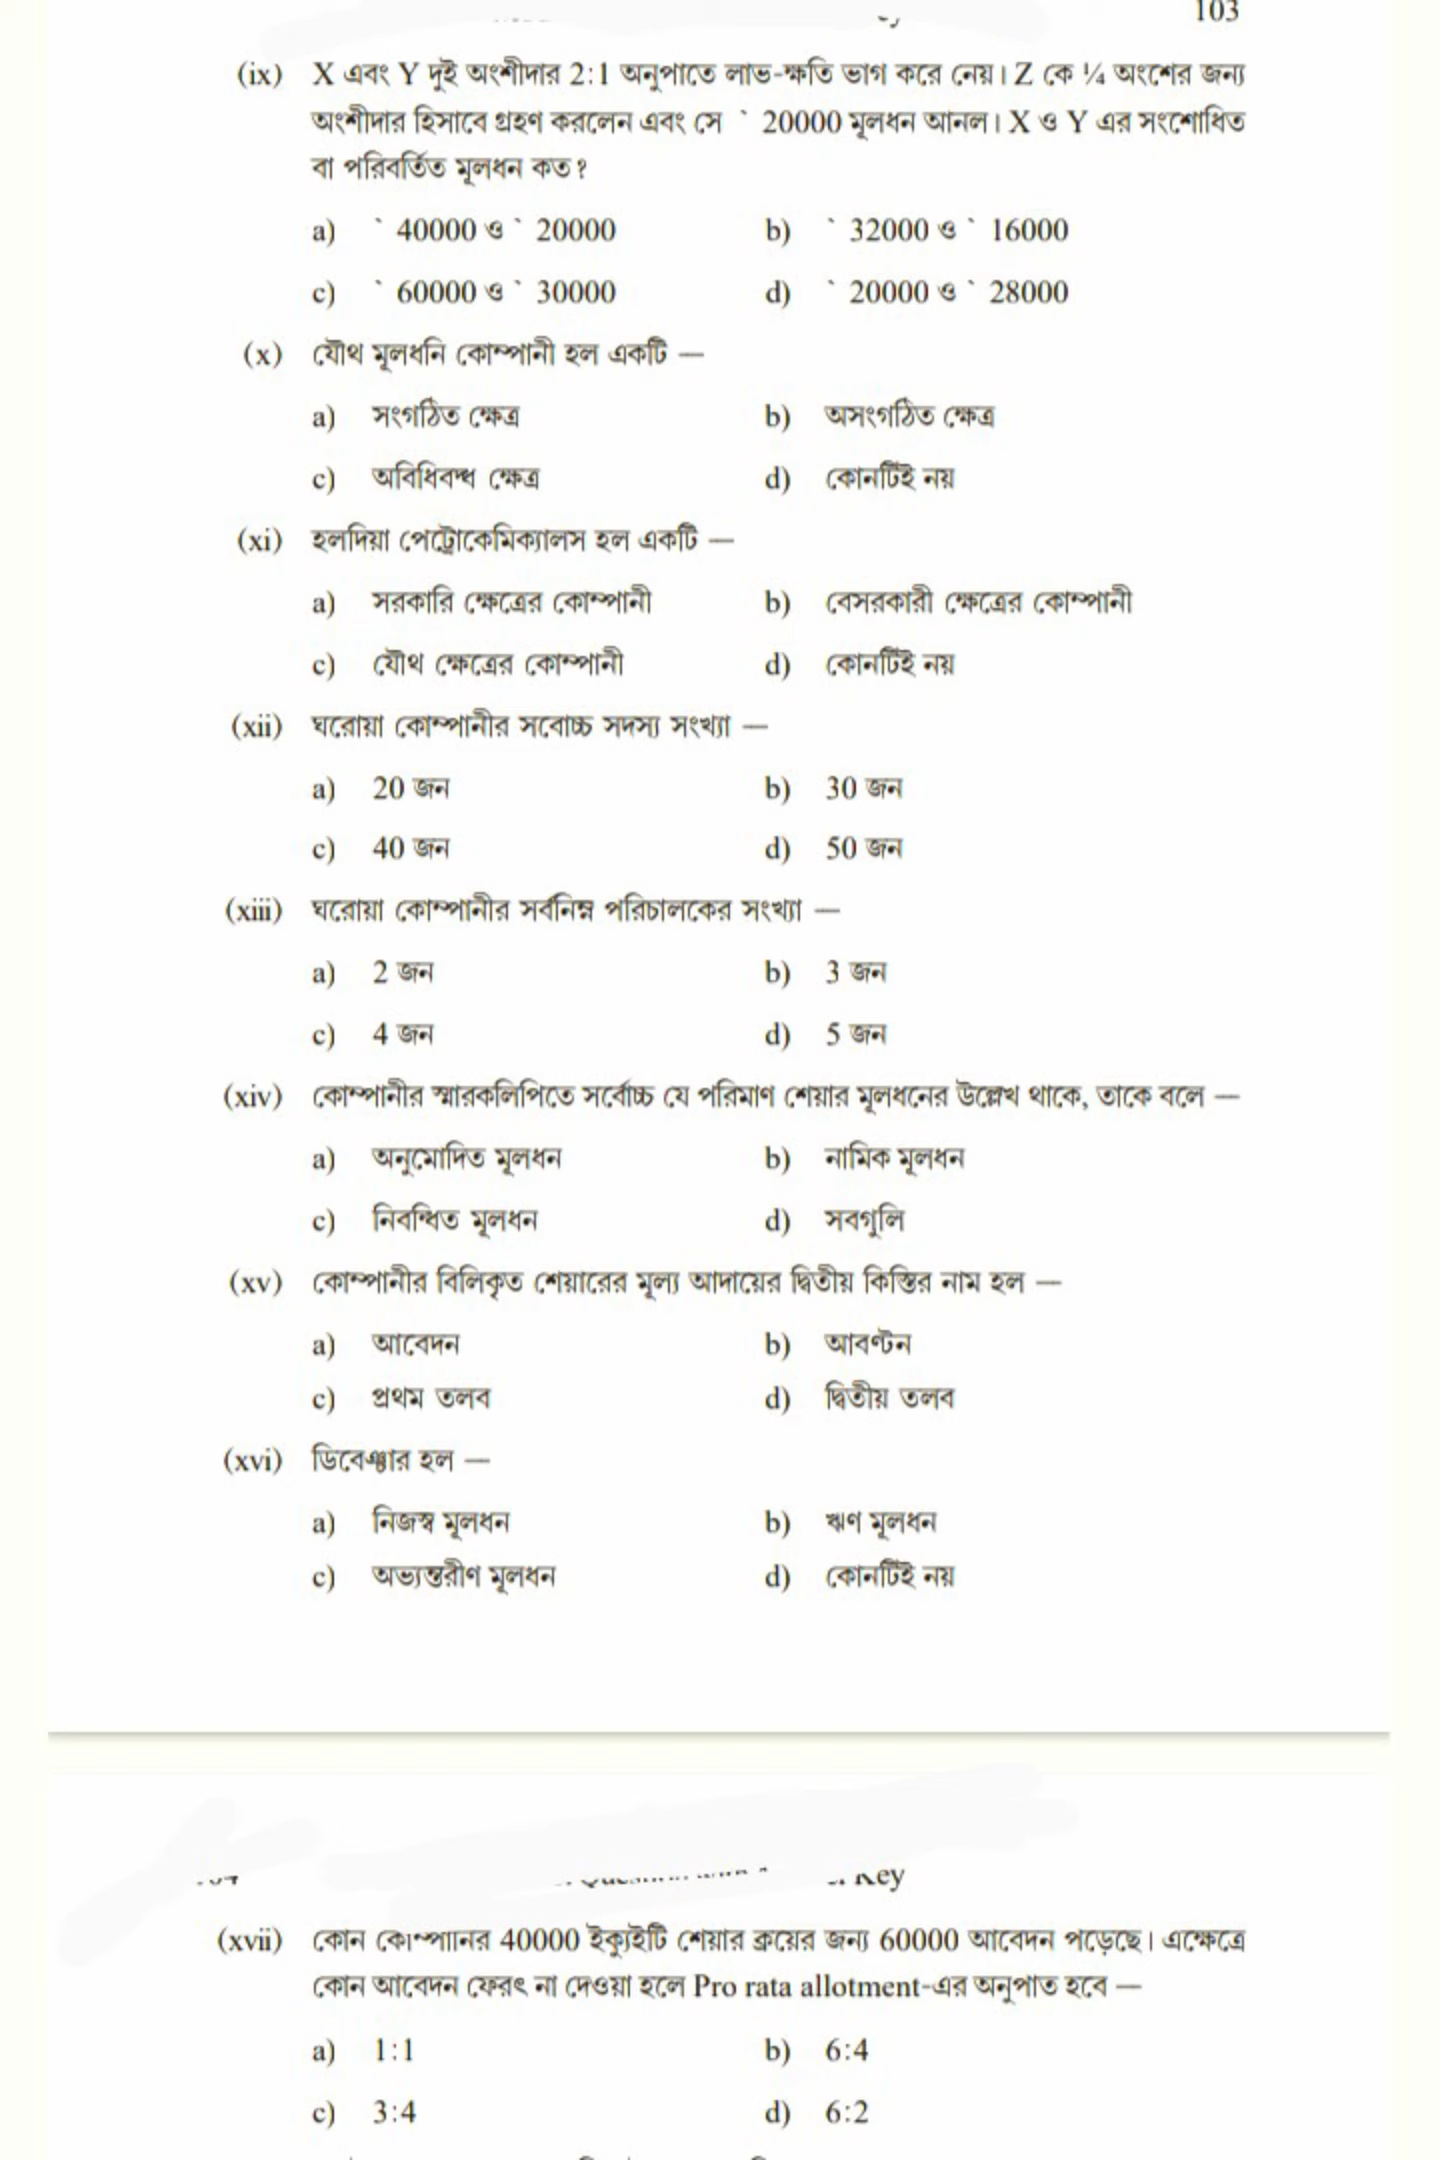 103
(ix) X এবং Y দুই অংশীদার 2:1 অনুপাতে লাভ-ক্ষতি ভাগ করে নেয়। Z কে ¼ অংশের জন্য
অংশীদার হিসাবে গ্রহণ করলেন এবং সে ` 20000 মূলধন আনল। X ও Y এর সংশোধিত
বা পরিবর্তিত মূলধন কত?
a) ` 40000 ও ` 20000 b) ` 32000 ও ` 16000
c) ` 60000 ও ` 30000 d) ` 20000 ও ` 28000
(x) যৌথ মূলধনি কোম্পানী হল একটি —
a) সংগঠিত ক্ষেত্র b) অসংগঠিত ক্ষেত্র
c) অবিধিবদ্ধ ক্ষেত্র d) কোনটিই নয়
(xi) হলদিয়া পেট্রোকেমিক্যালস হল একটি —
a) সরকারি ক্ষেত্রের কোম্পানী b) বেসরকারী ক্ষেত্রের কোম্পানী
c) যৌথ ক্ষেত্রের কোম্পানী d) কোনটিই নয়
(xii) ঘরোয়া কোম্পানীর সবোচ্চ সদস্য সংখ্যা —
a) 20 জন b) 30 জন
c) 40 জন d) 50 জন
(xiii) ঘরোয়া কোম্পানীর সর্বনিম্ন পরিচালকের সংখ্যা —
a) 2 জন b) 3 জন
c) 4 জন d) 5 জন
(xiv) কোম্পানীর স্মারকলিপিতে সর্বোচ্চ যে পরিমাণ শেয়ার মূলধনের উল্লেখ থাকে, তাকে বলে —
a) অনুমোদিত মূলধন b) নামিক মূলধন
c) নিবন্ধিত মূলধন d) সবগুলি
(xv) কোম্পানীর বিলিকৃত শেয়ারের মূল্য আদায়ের দ্বিতীয় কিস্তির নাম হল —
a) আবেদন b) আবণ্টন
c) প্রথম তলব d) দ্বিতীয় তলব
(xvi) ডিবেঞ্চার হল —
a) নিজস্ব মূলধন b) ঋণ মূলধন
c) অভ্যন্তরীণ মূলধন d) কোনটিই নয়
Key
(xvii) কোন 40000 ইক্যুইটি শেয়ার ক্রয়ের জন্য 60000 আবেদন পড়েছে। এক্ষেত্রে
কোন আবেদন ফেরৎ না দেওয়া হলে Pro rata allotment-এর অনুপাত হবে —
a) 1:1 b) 6:4
c) 3:4 d) 6:2